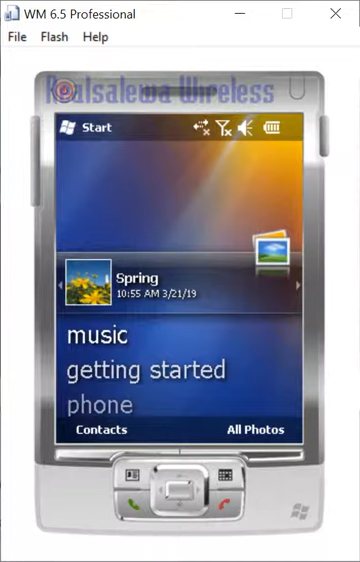 WM 6.5 Professional
File Flash Help
Realsalewa Wireless
Start
Spring
10:55 AM 3/21/19
music
getting started
phone
Contacts All Photos